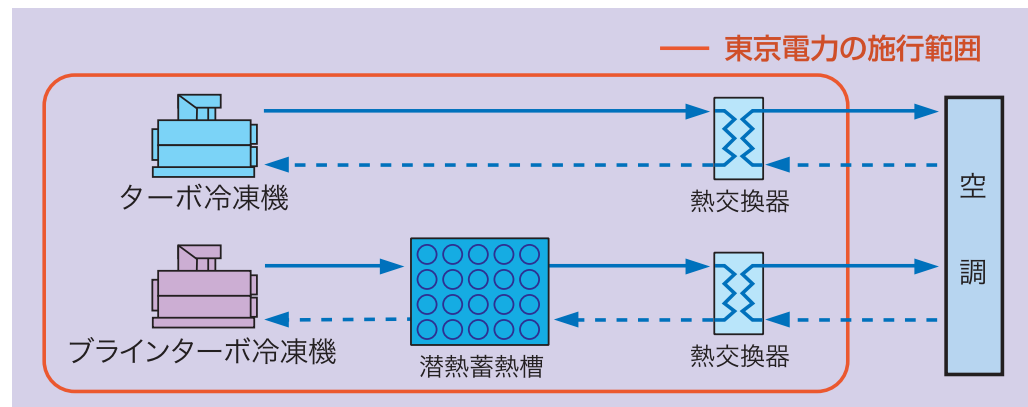 東京電力の施行範囲
ターボ冷凍機
熱交換器
ブラインターボ冷凍機
潜熱蓄熱槽
熱交換器
空調